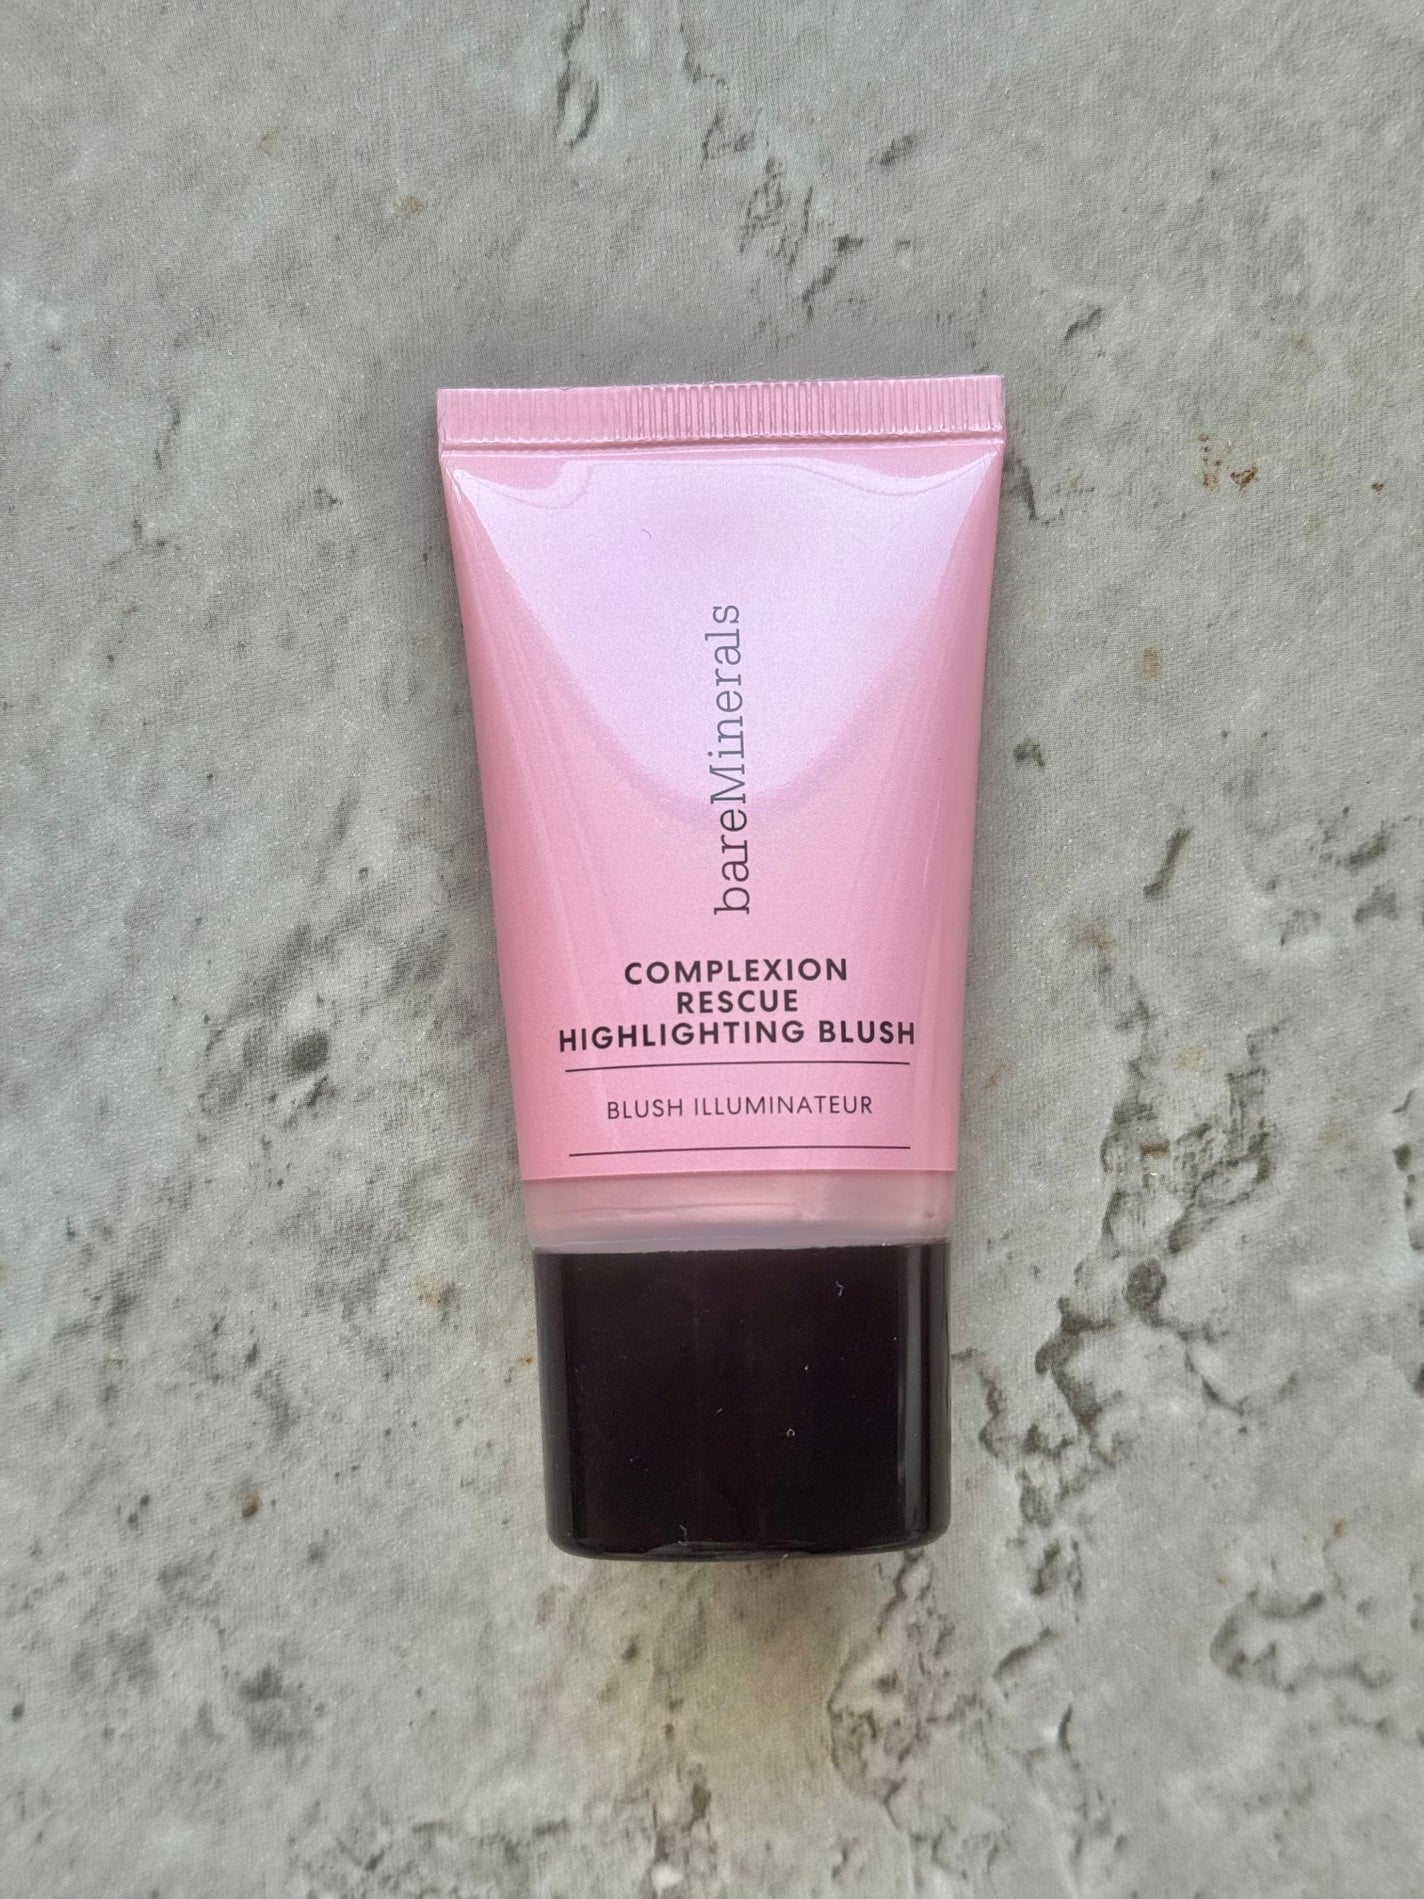 bareMinerals
COMPLEXION
RESCUE
HIGHLIGHTING BLUSH
BLUSH ILLUMINATEUR